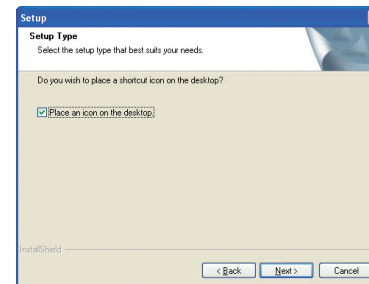 Setup
Setup Type
Select the setup type that best suits your needs.
Do you wish to place a shortcut icon on the desktop?
Place an icon on the desktop.
InstallShield
< Back
Next >
Cancel